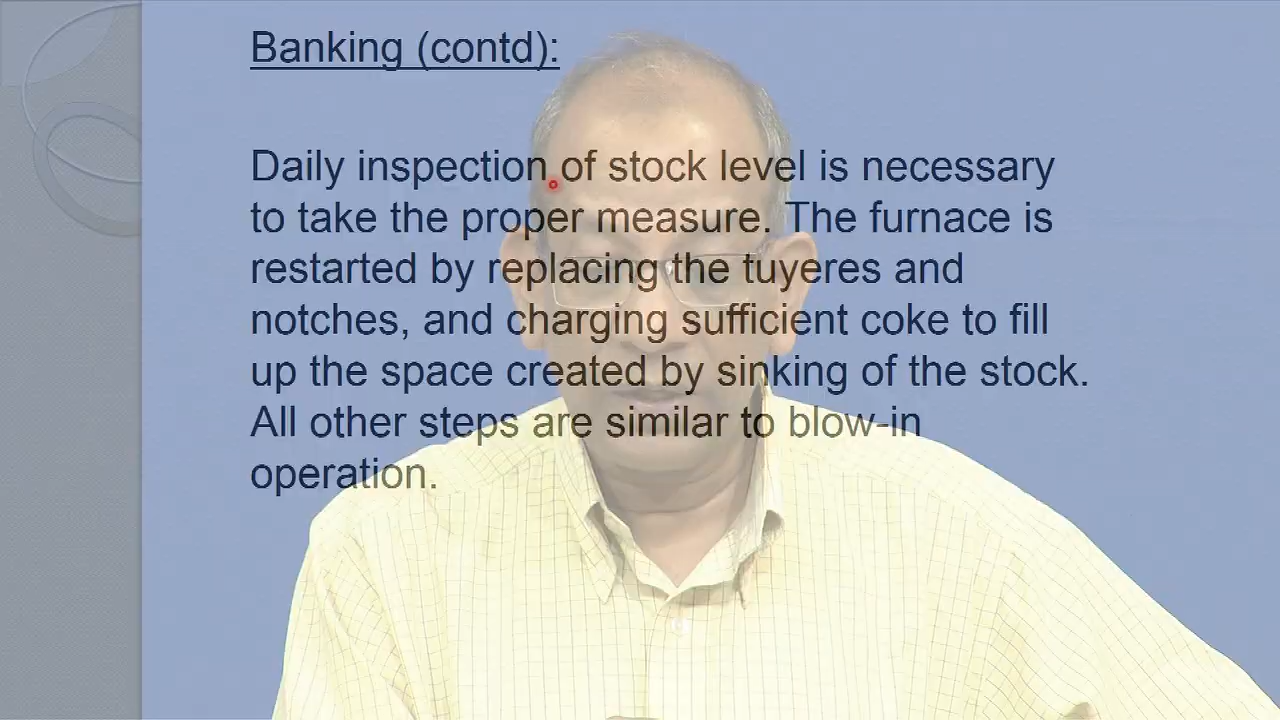 Banking (contd):
Daily inspection of stock level is necessary
to take the proper measure. The furnace is
restarted by replacing the tuyeres and
notches, and charging sufficient coke to fill
up the space created by sinking of the stock.
All other steps are similar to blow-in
operation.